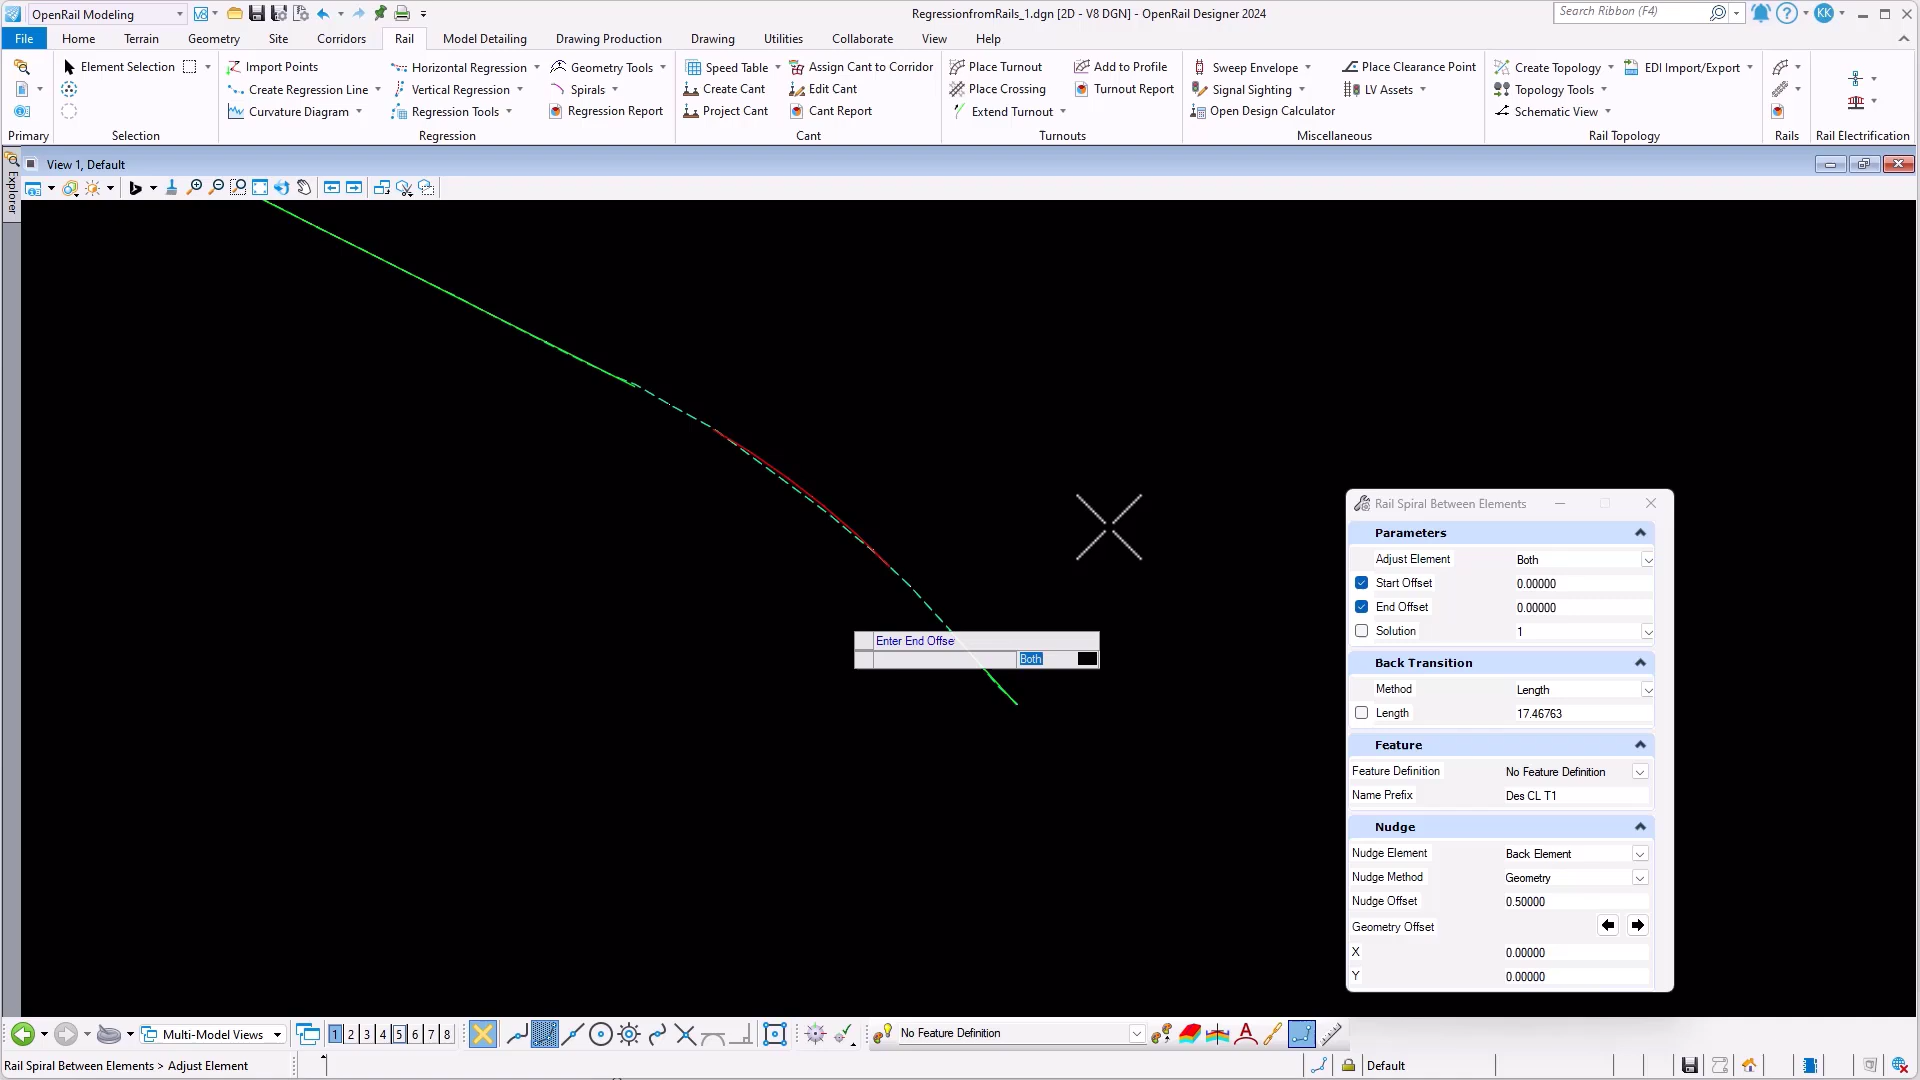 OpenRail Modeling
RegressionfromRails_1.dgn [2D - V8 DGN] - OpenRail Designer 2024
Search Ribbon (F4)
KK
File Home Terrain Geometry Site Corridors Rail Model Detailing Drawing Production Drawing Utilities Collaborate View Help
Element Selection Import Points Horizontal Regression Geometry Tools Speed Table Assign Cant to Corridor Place Turnout Add to Profile Sweep Envelope Place Clearance Point Create Topology EDI Import/Export
Create Regression Line Vertical Regression Spirals Create Cant Edit Cant Place Crossing Turnout Report Signal Sighting LV Assets Topology Tools
Curvature Diagram Regression Tools Regression Report Project Cant Cant Report Extend Turnout Open Design Calculator Schematic View
Primary Selection Regression Cant Turnouts Miscellaneous Rail Topology Rails Rail Electrification
View 1, Default
Explorer
Rail Spiral Between Elements
Parameters
Adjust Element Both
Start Offset 0.00000
End Offset 0.00000
Solution 1
Enter End Offse
Both
Back Transition
Method Length
Length 17.46763
Feature
Feature Definition No Feature Definition
Name Prefix Des CL T1
Nudge
Nudge Element Back Element
Nudge Method Geometry
Nudge Offset 0.50000
Geometry Offset
X 0.00000
Y 0.00000
Multi-Model Views 1 2 3 4 5 6 7 8 No Feature Definition
Rail Spiral Between Elements > Adjust Element Default